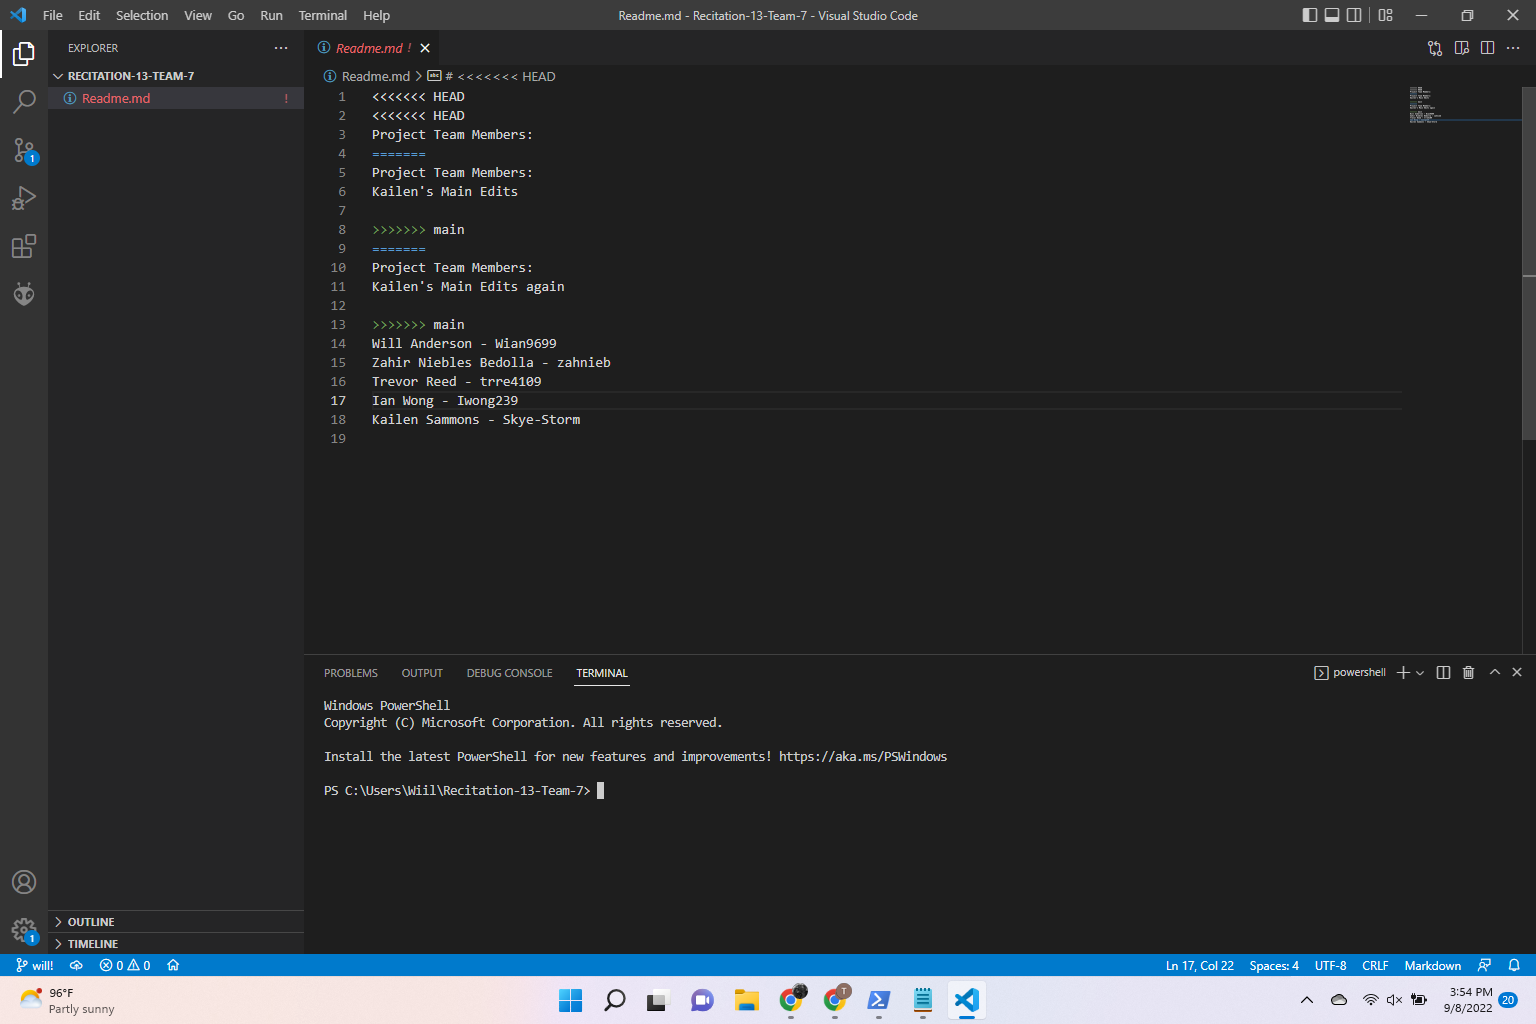 File Edit Selection View Go Run Terminal Help
Readme.md - Recitation-13-Team-7 - Visual Studio Code
EXPLORER
RECITATION-13-TEAM-7
Readme.md !
Readme.md !
Readme.md > # <<<<<<< HEAD
1 <<<<<<< HEAD
2 <<<<<<< HEAD
3 Project Team Members:
4 =======
5 Project Team Members:
6 Kailen's Main Edits
7
8 >>>>>>> main
9 =======
10 Project Team Members:
11 Kailen's Main Edits again
12
13 >>>>>>> main
14 Will Anderson - Wian9699
15 Zahir Niebles Bedolla - zahnieb
16 Trevor Reed - trre4109
17 Ian Wong - Iwong239
18 Kailen Sammons - Skye-Storm
19
1
PROBLEMS OUTPUT DEBUG CONSOLE TERMINAL
powershell
Windows PowerShell
Copyright (C) Microsoft Corporation. All rights reserved.
Install the latest PowerShell for new features and improvements! https://aka.ms/PSWindows
PS C:\Users\Wiil\Recitation-13-Team-7>
1
OUTLINE
TIMELINE
will! 0 0
Ln 17, Col 22 Spaces: 4 UTF-8 CRLF Markdown
96°F
Partly sunny
T
3:54 PM
9/8/2022
20